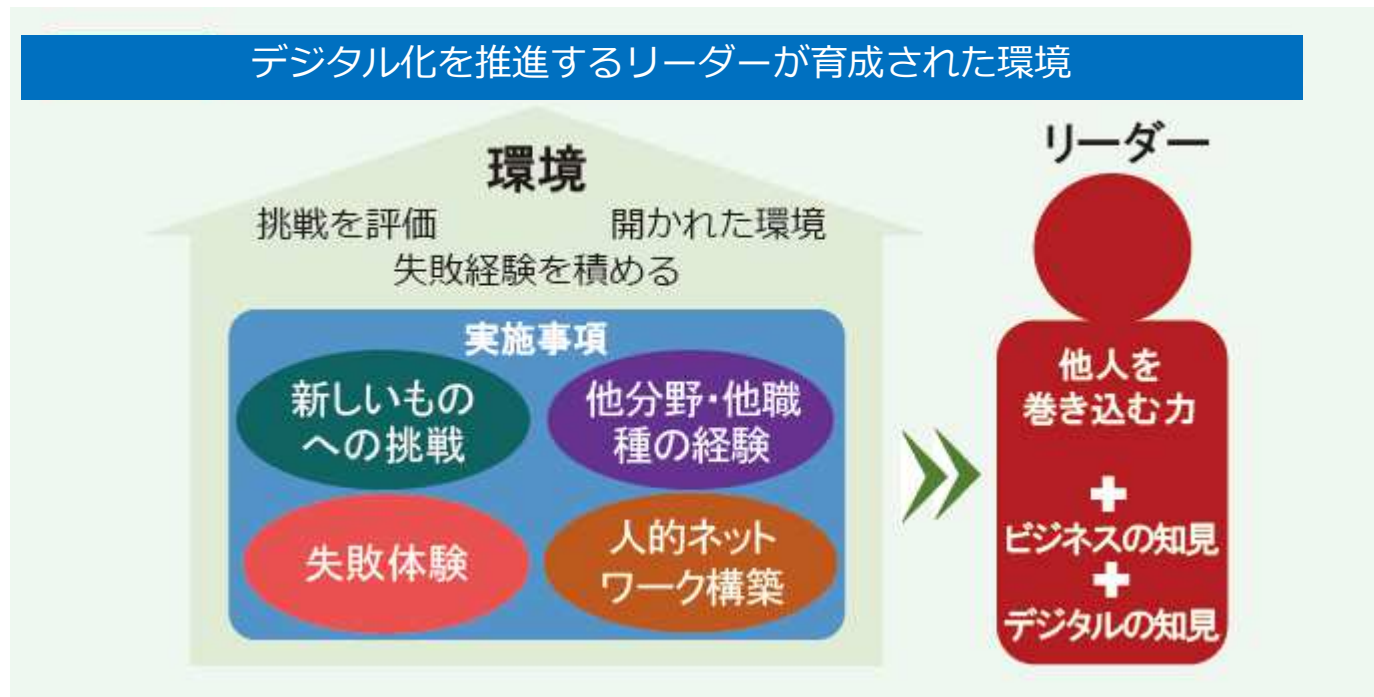 デジタル化を推進するリーダーが育成された環境
環境
挑戦を評価
開かれた環境
失敗経験を積める
実施事項
新しいもの
への挑戦
他分野・他職
種の経験
失敗体験
人的ネット
ワーク構築
リーダー
他人を
巻き込む力
+
ビジネスの知見
+
デジタルの知見